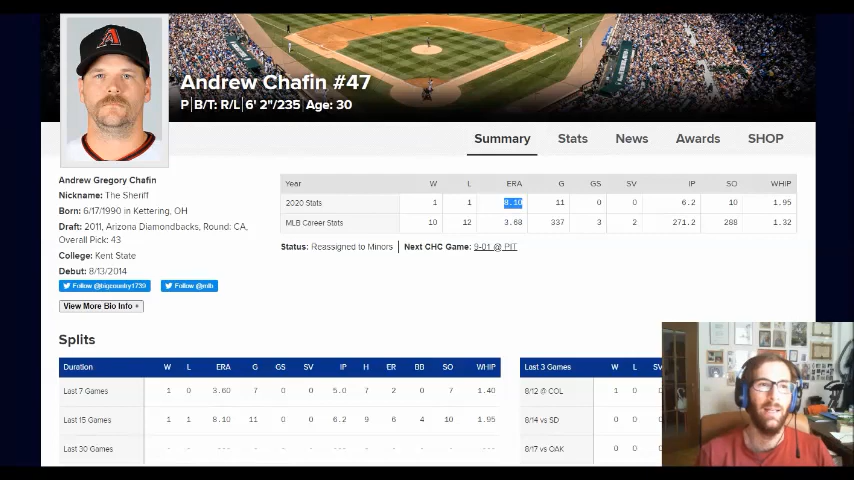 A
Andrew Chafin #47
P B/T: R/L 6' 2"/235 Age: 30
Summary Stats News Awards SHOP
Andrew Gregory Chafin
Nickname: The Sheriff
Born: 6/17/1990 in Kettering, OH
Draft: 2011, Arizona Diamondbacks, Round: CA,
Overall Pick: 43
College: Kent State
Debut: 8/13/2014
Follow @bigcountry1739 Follow @mlb
View More Bio Info +
Year W L ERA G GS SV IP SO WHIP
2020 Stats 1 1 8.10 11 0 0 6.2 10 1.95
MLB Career Stats 10 12 3.68 337 3 2 271.2 288 1.32
Status: Reassigned to Minors Next CHC Game: 9-01 @ PIT
Splits
Duration W L ERA G GS SV IP H ER BB SO WHIP
Last 7 Games 1 0 3.60 7 0 0 5.0 7 2 0 7 1.40
Last 15 Games 1 1 8.10 11 0 0 6.2 9 6 4 10 1.95
Last 30 Games - - -.-- - - - -.- - - - - -.--
Last 3 Games W L SV
8/12 @ COL 1 0 0
8/14 vs SD 0 0 0
8/17 vs OAK 0 0 0